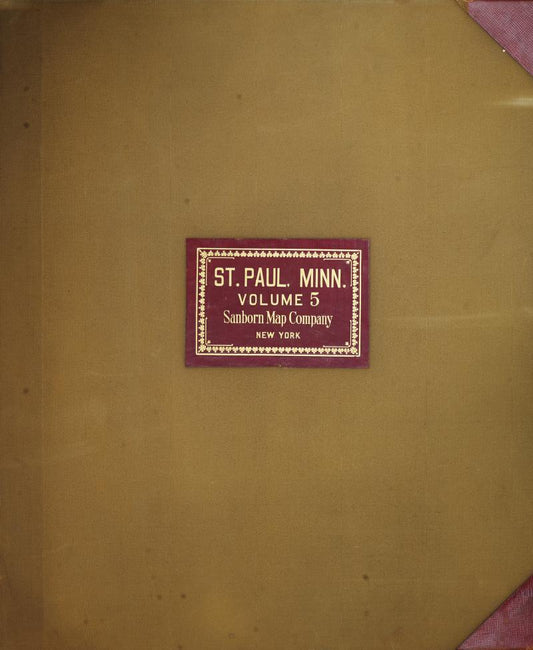 ST. PAUL, MINN.
VOLUME 5
Sanborn Map Company
NEW YORK